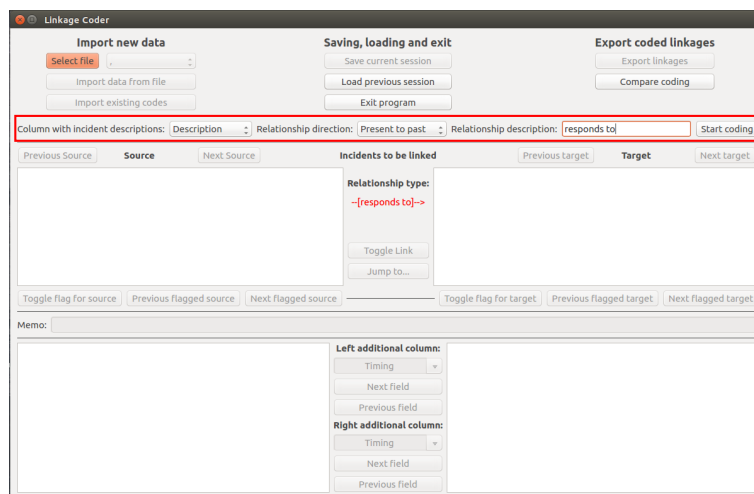 Linkage Coder
Import new data Saving, loading and exit Export coded linkages
Select file , Save current session Export linkages
Import data from file Load previous session Compare coding
Import existing codes Exit program
Column with incident descriptions: Description Relationship direction: Present to past Relationship description: responds to Start coding
Previous Source Source Next Source Incidents to be linked Previous target Target Next target
Relationship type:
--[responds to]-->
Toggle Link
Jump to...
Toggle flag for source Previous flagged source Next flagged source Toggle flag for target Previous flagged target Next flagged target
Memo:
Left additional column:
Timing
Next field
Previous field
Right additional column:
Timing
Next field
Previous field